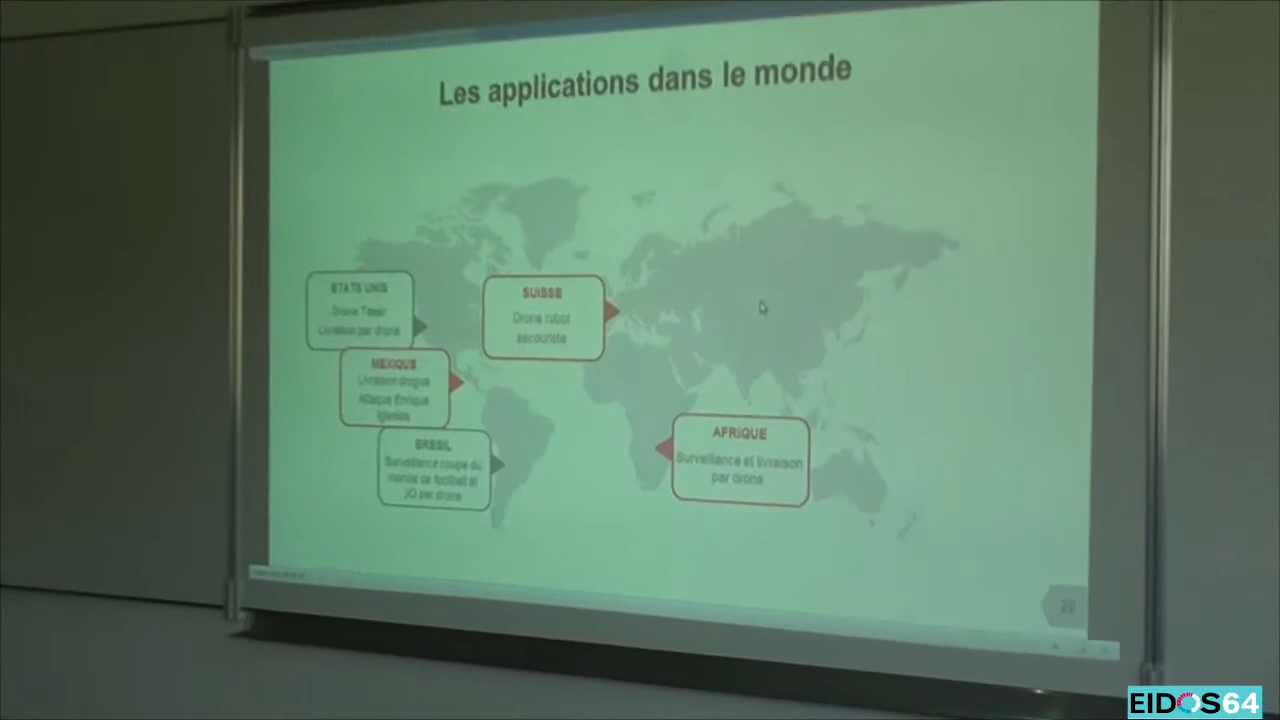 Les applications dans le monde
ETATS UNIS
Drone Taser
Livraison par drone
SUISSE
Drone robot
secouriste
MEXIQUE
Livraison drogue
Attaque Enrique
Iglesias
BRESIL
Surveillance coupe du
monde de football et
JO par drone
AFRIQUE
Surveillance et livraison
par drone
20
EIDOS64